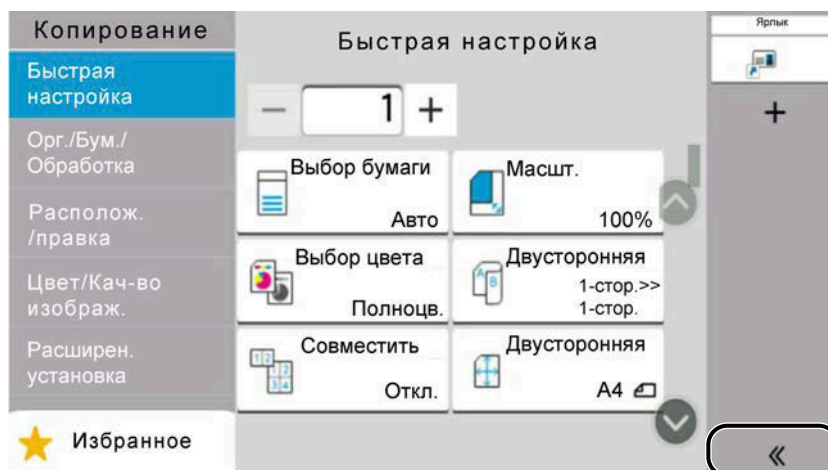 Копирование
Быстрая настройка
Ярлык
Быстрая
настройка
1
Орг./Бум./
Обработка
Выбор бумаги
Авто
Масшт.
100%
Располож.
/правка
Выбор цвета
Полноцв.
Двусторонняя
1-стор.>>
1-стор.
Цвет/Кач-во
изображ.
Расширен.
установка
Совместить
Откл.
Двусторонняя
A4
Избранное